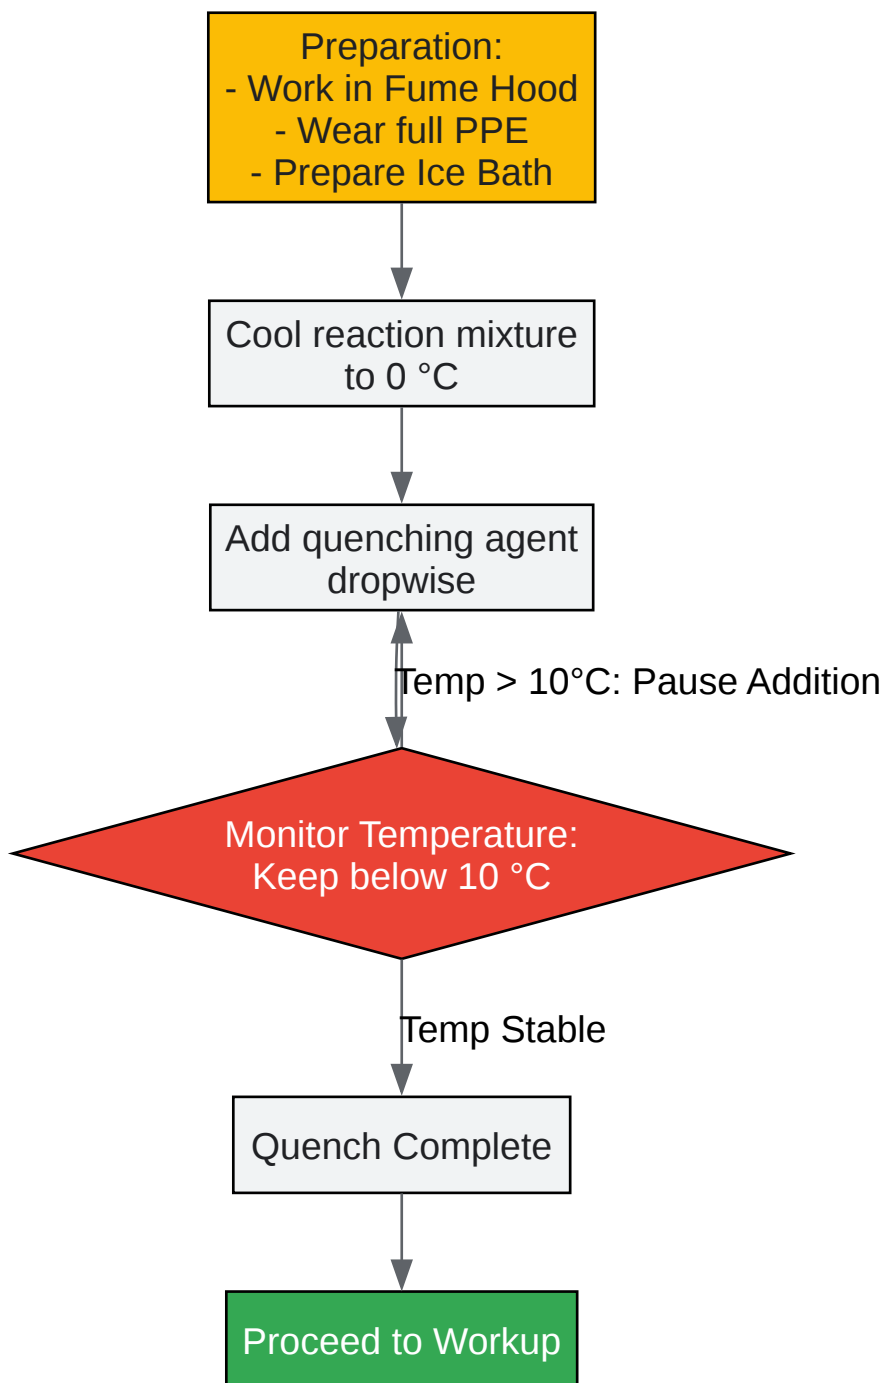 Preparation:
- Work in Fume Hood
- Wear full PPE
- Prepare Ice Bath
Cool reaction mixture
to 0 °C
Add quenching agent
dropwise
Temp > 10°C: Pause Addition
Monitor Temperature:
Keep below 10 °C
Temp Stable
Quench Complete
Proceed to Workup